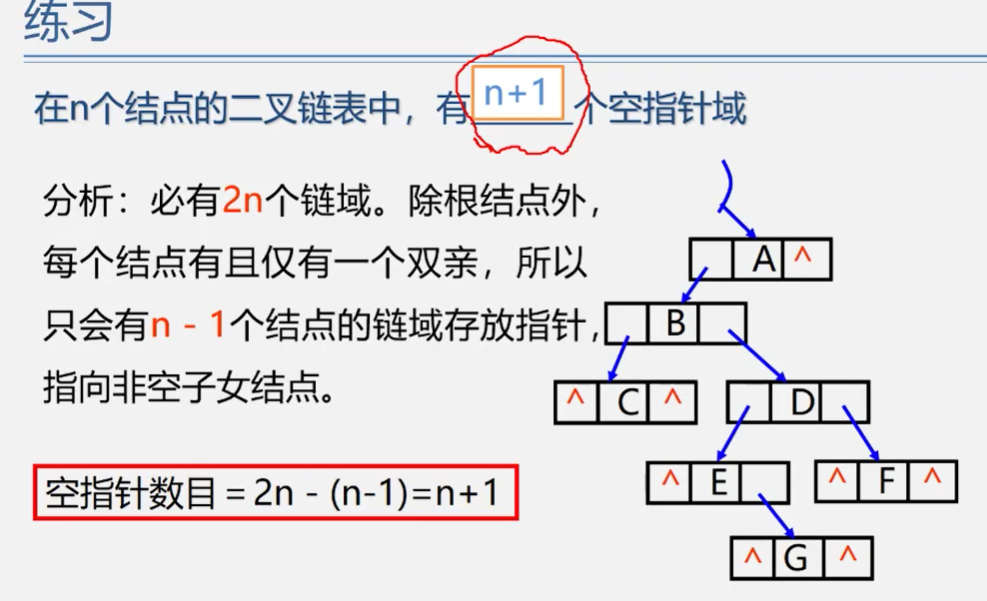 练习
在n个结点的二叉链表中，有 n+1 个空指针域
分析：必有2n个链域。除根结点外，
每个结点有且仅有一个双亲，所以
只会有n - 1个结点的链域存放指针，
指向非空子女结点。
空指针数目＝2n - (n-1)=n+1
A ^
B
^ C ^
D
^ E
^ F ^
^ G ^